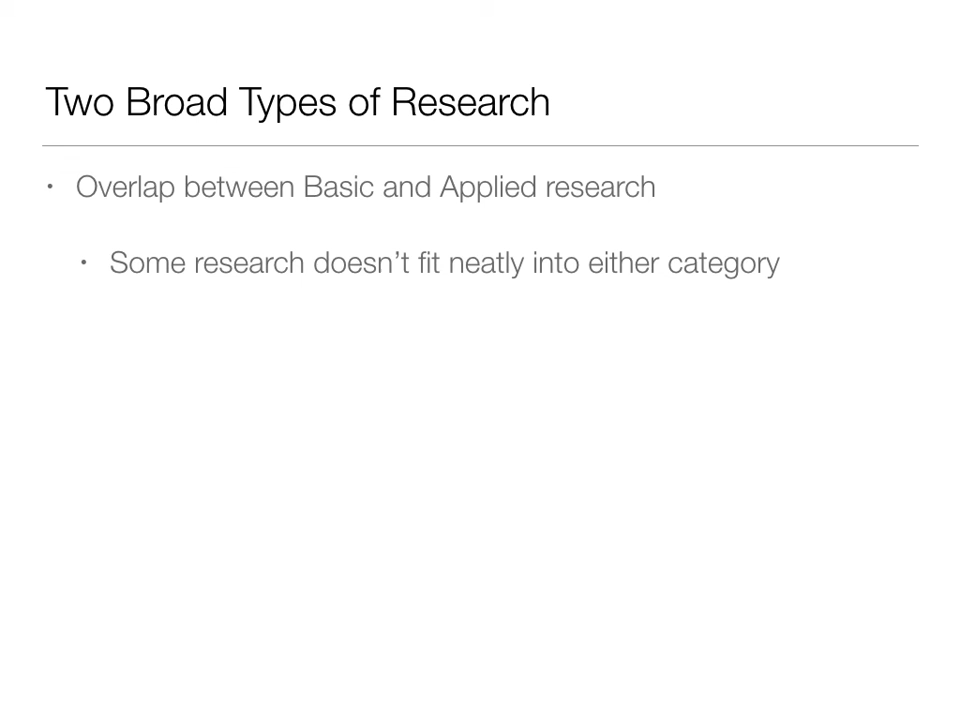 Two Broad Types of Research
• Overlap between Basic and Applied research
• Some research doesn’t fit neatly into either category